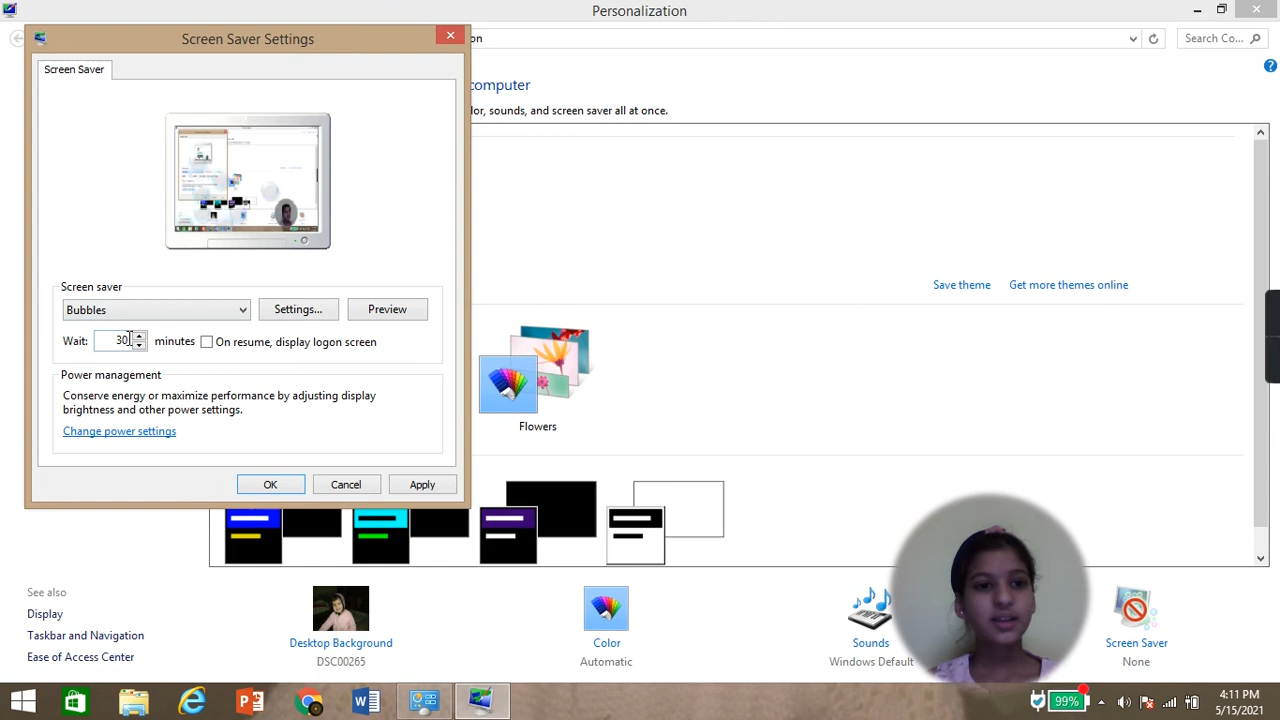 Personalization
Screen Saver Settings
on
Search Co...
Screen Saver
computer
lor, sounds, and screen saver all at once.
Save theme
Get more themes online
Screen saver
Bubbles
Settings...
Preview
Wait:
30
minutes
On resume, display logon screen
Power management
Conserve energy or maximize performance by adjusting display
brightness and other power settings.
Change power settings
Flowers
OK
Cancel
Apply
See also
Display
Taskbar and Navigation
Ease of Access Center
Desktop Background
DSC00265
Color
Automatic
Sounds
Windows Default
Screen Saver
None
99%
4:11 PM
5/15/2021